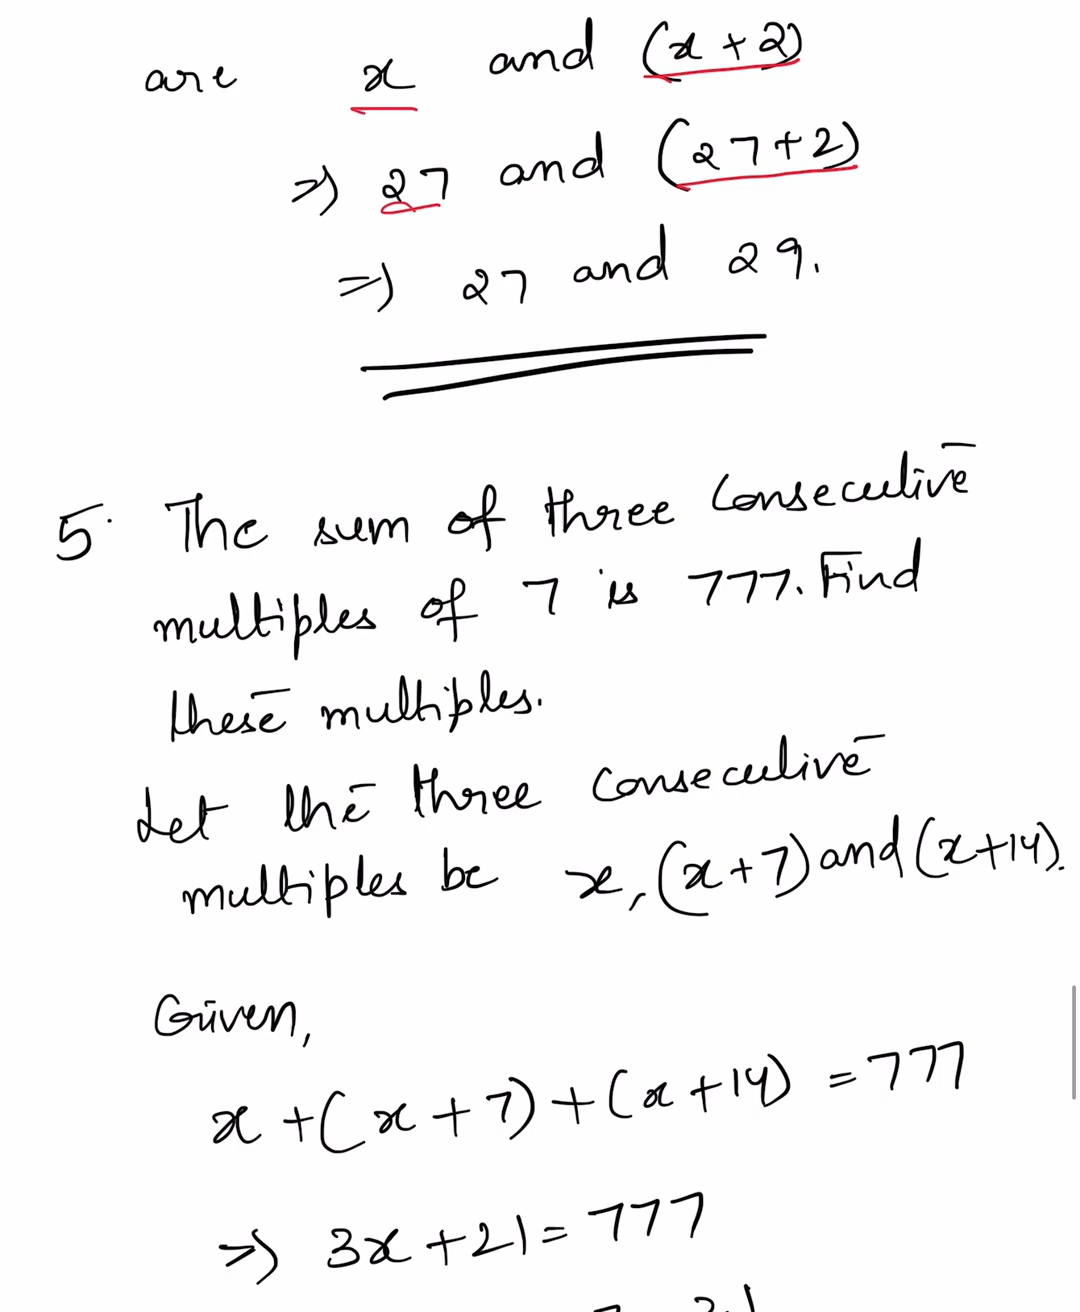 are x and (x+2)
=> 27 and (27+2)
=> 27 and 29.
5. The sum of three consecutive
multiples of 7 is 777. Find
these multiples.
Let the three consecutive
multiples be x, (x+7) and (x+14).
Given,
x+(x+7)+(x+14) = 777
=> 3x+21=777